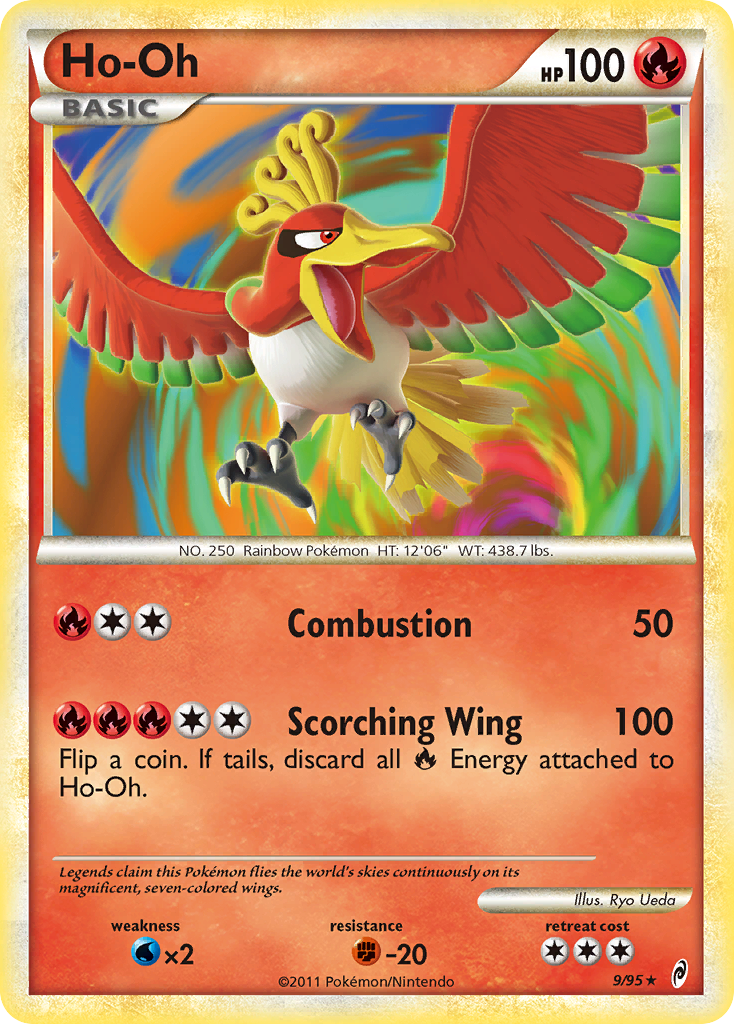 Ho-Oh
HP100
BASIC
NO. 250 Rainbow Pokémon HT: 12'06" WT: 438.7 lbs.
Combustion 50
Scorching Wing 100
Flip a coin. If tails, discard all Energy attached to
Ho-Oh.
Legends claim this Pokémon flies the world's skies continuously on its
magnificent, seven-colored wings.
Illus. Ryo Ueda
weakness resistance retreat cost
×2 -20
©2011 Pokémon/Nintendo
9/95 ★